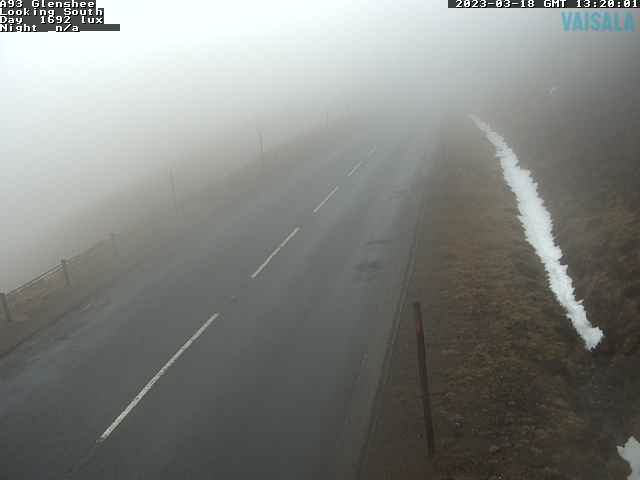 A93 Glenshee
Looking South
Day 1692 lux
Night n/a
2023-03-18 GMT 13:20:01
VAISALA